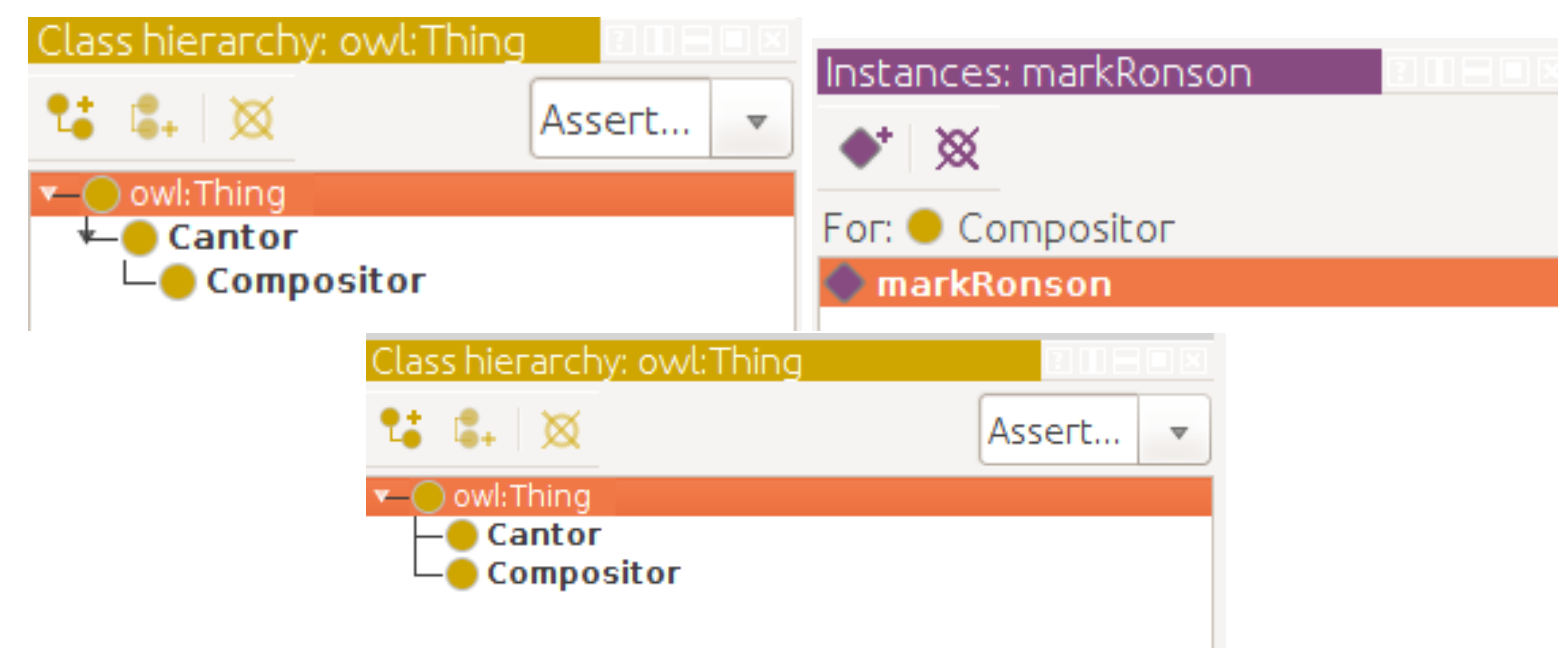 Class hierarchy: owl:Thing
Assert...
owl:Thing
Cantor
Compositor
Instances: markRonson
For: Compositor
markRonson
Class hierarchy: owl:Thing
Assert...
owl:Thing
Cantor
Compositor